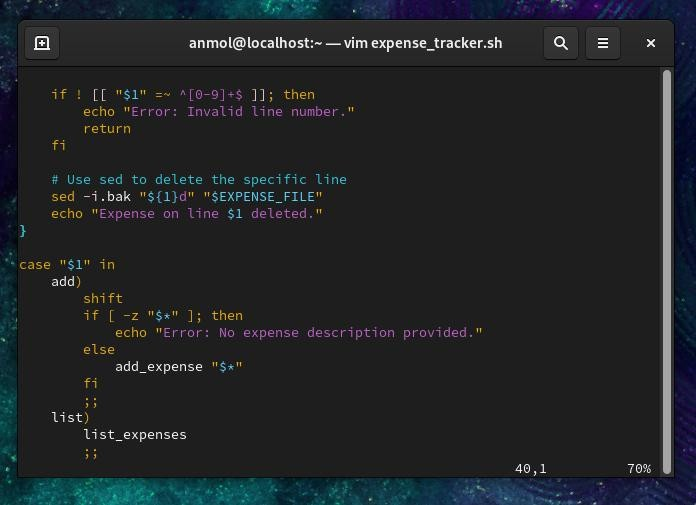 anmol@localhost:~ — vim expense_tracker.sh
if ! [[ "$1" =~ ^[0-9]+$ ]]; then
echo "Error: Invalid line number."
return
fi
# Use sed to delete the specific line
sed -i.bak "${1}d" "$EXPENSE_FILE"
echo "Expense on line $1 deleted."
}
case "$1" in
add)
shift
if [ -z "$*" ]; then
echo "Error: No expense description provided."
else
add_expense "$*"
fi
;;
list)
list_expenses
;;
40,1 70%